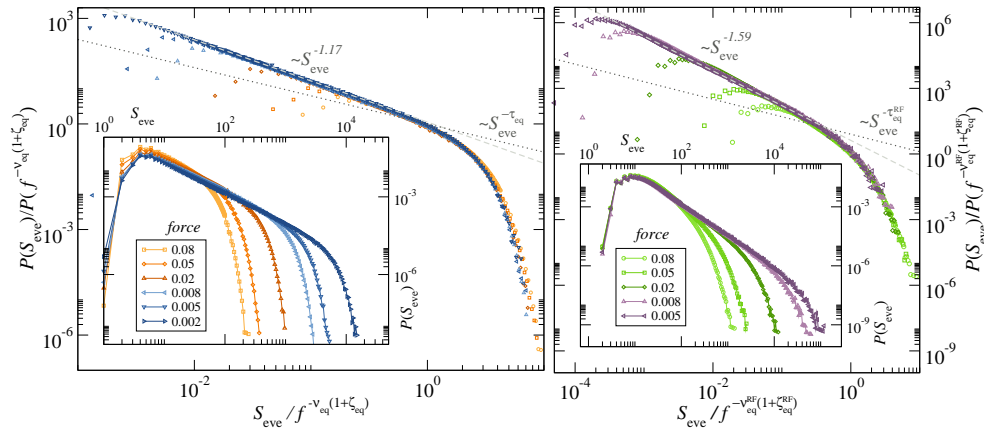 10^3
10^0
10^-3
10^-6
P(S_eve)/P(f^-ν_eq(1+ζ_eq))
~S_eve^-1.17
~S_eve^-τ_eq
10^0 S_eve 10^2 10^4
10^-3
10^-6
P(S_eve)
force
0.08
0.05
0.02
0.008
0.005
0.002
10^-2 10^0
S_eve / f^-ν_eq(1+ζ_eq)
~S_eve^-1.59
~S_eve^-τ_eq^RF
S_eve
10^0 10^2 10^4
10^-3
10^-6
10^-9
P(S_eve)
force
0.08
0.05
0.02
0.008
0.005
10^6
10^3
10^0
10^-3
10^-6
10^-9
P(S_eve)/P(f^-ν_eq^RF(1+ζ_eq^RF))
10^-4 10^-2 10^0
S_eve / f^-ν_eq^RF(1+ζ_eq^RF)